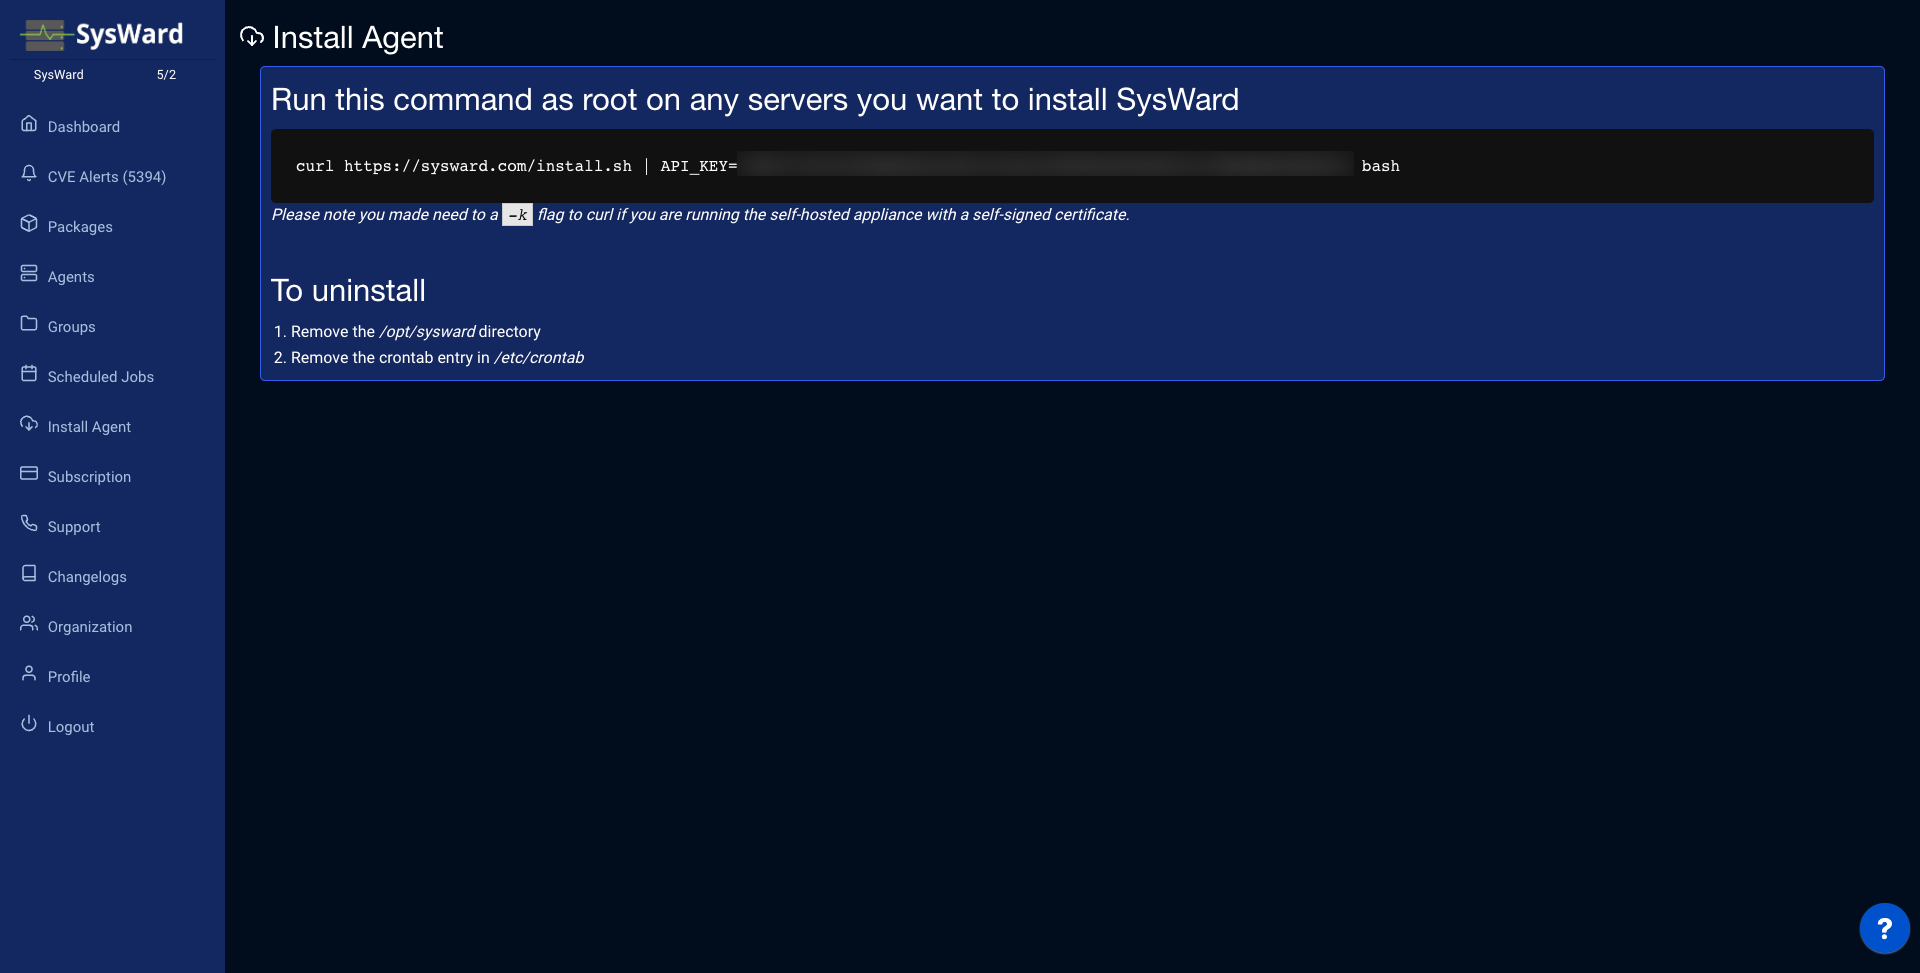 SysWard
SysWard 5/2
Dashboard
CVE Alerts (5394)
Packages
Agents
Groups
Scheduled Jobs
Install Agent
Subscription
Support
Changelogs
Organization
Profile
Logout
Install Agent
Run this command as root on any servers you want to install SysWard
curl https://sysward.com/install.sh | API_KEY= bash
Please note you made need to a -k flag to curl if you are running the self-hosted appliance with a self-signed certificate.
To uninstall
1. Remove the /opt/sysward directory
2. Remove the crontab entry in /etc/crontab
?